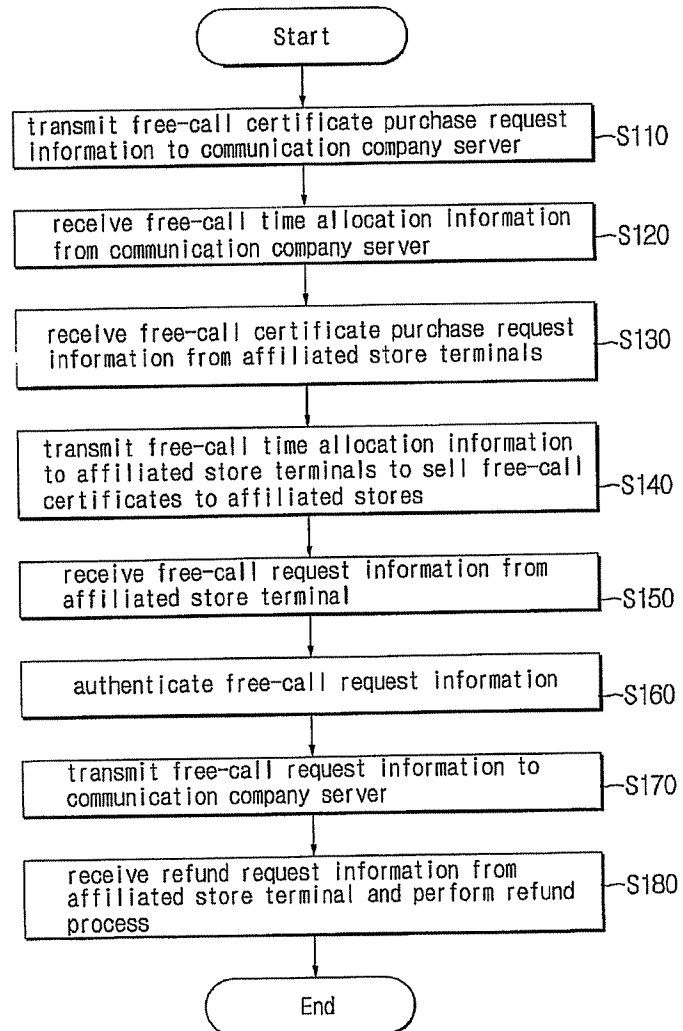 Start
transmit free-call certificate purchase request
information to communication company server
S110
receive free-call time allocation information
from communication company server
S120
receive free-call certificate purchase request
information from affiliated store terminals
S130
transmit free-call time allocation information
to affiliated store terminals to sell free-call
certificates to affiliated stores
S140
receive free-call request information from
affiliated store terminal
S150
authenticate free-call request information
S160
transmit free-call request information to
communication company server
S170
receive refund request information from
affiliated store terminal and perform refund
process
S180
End